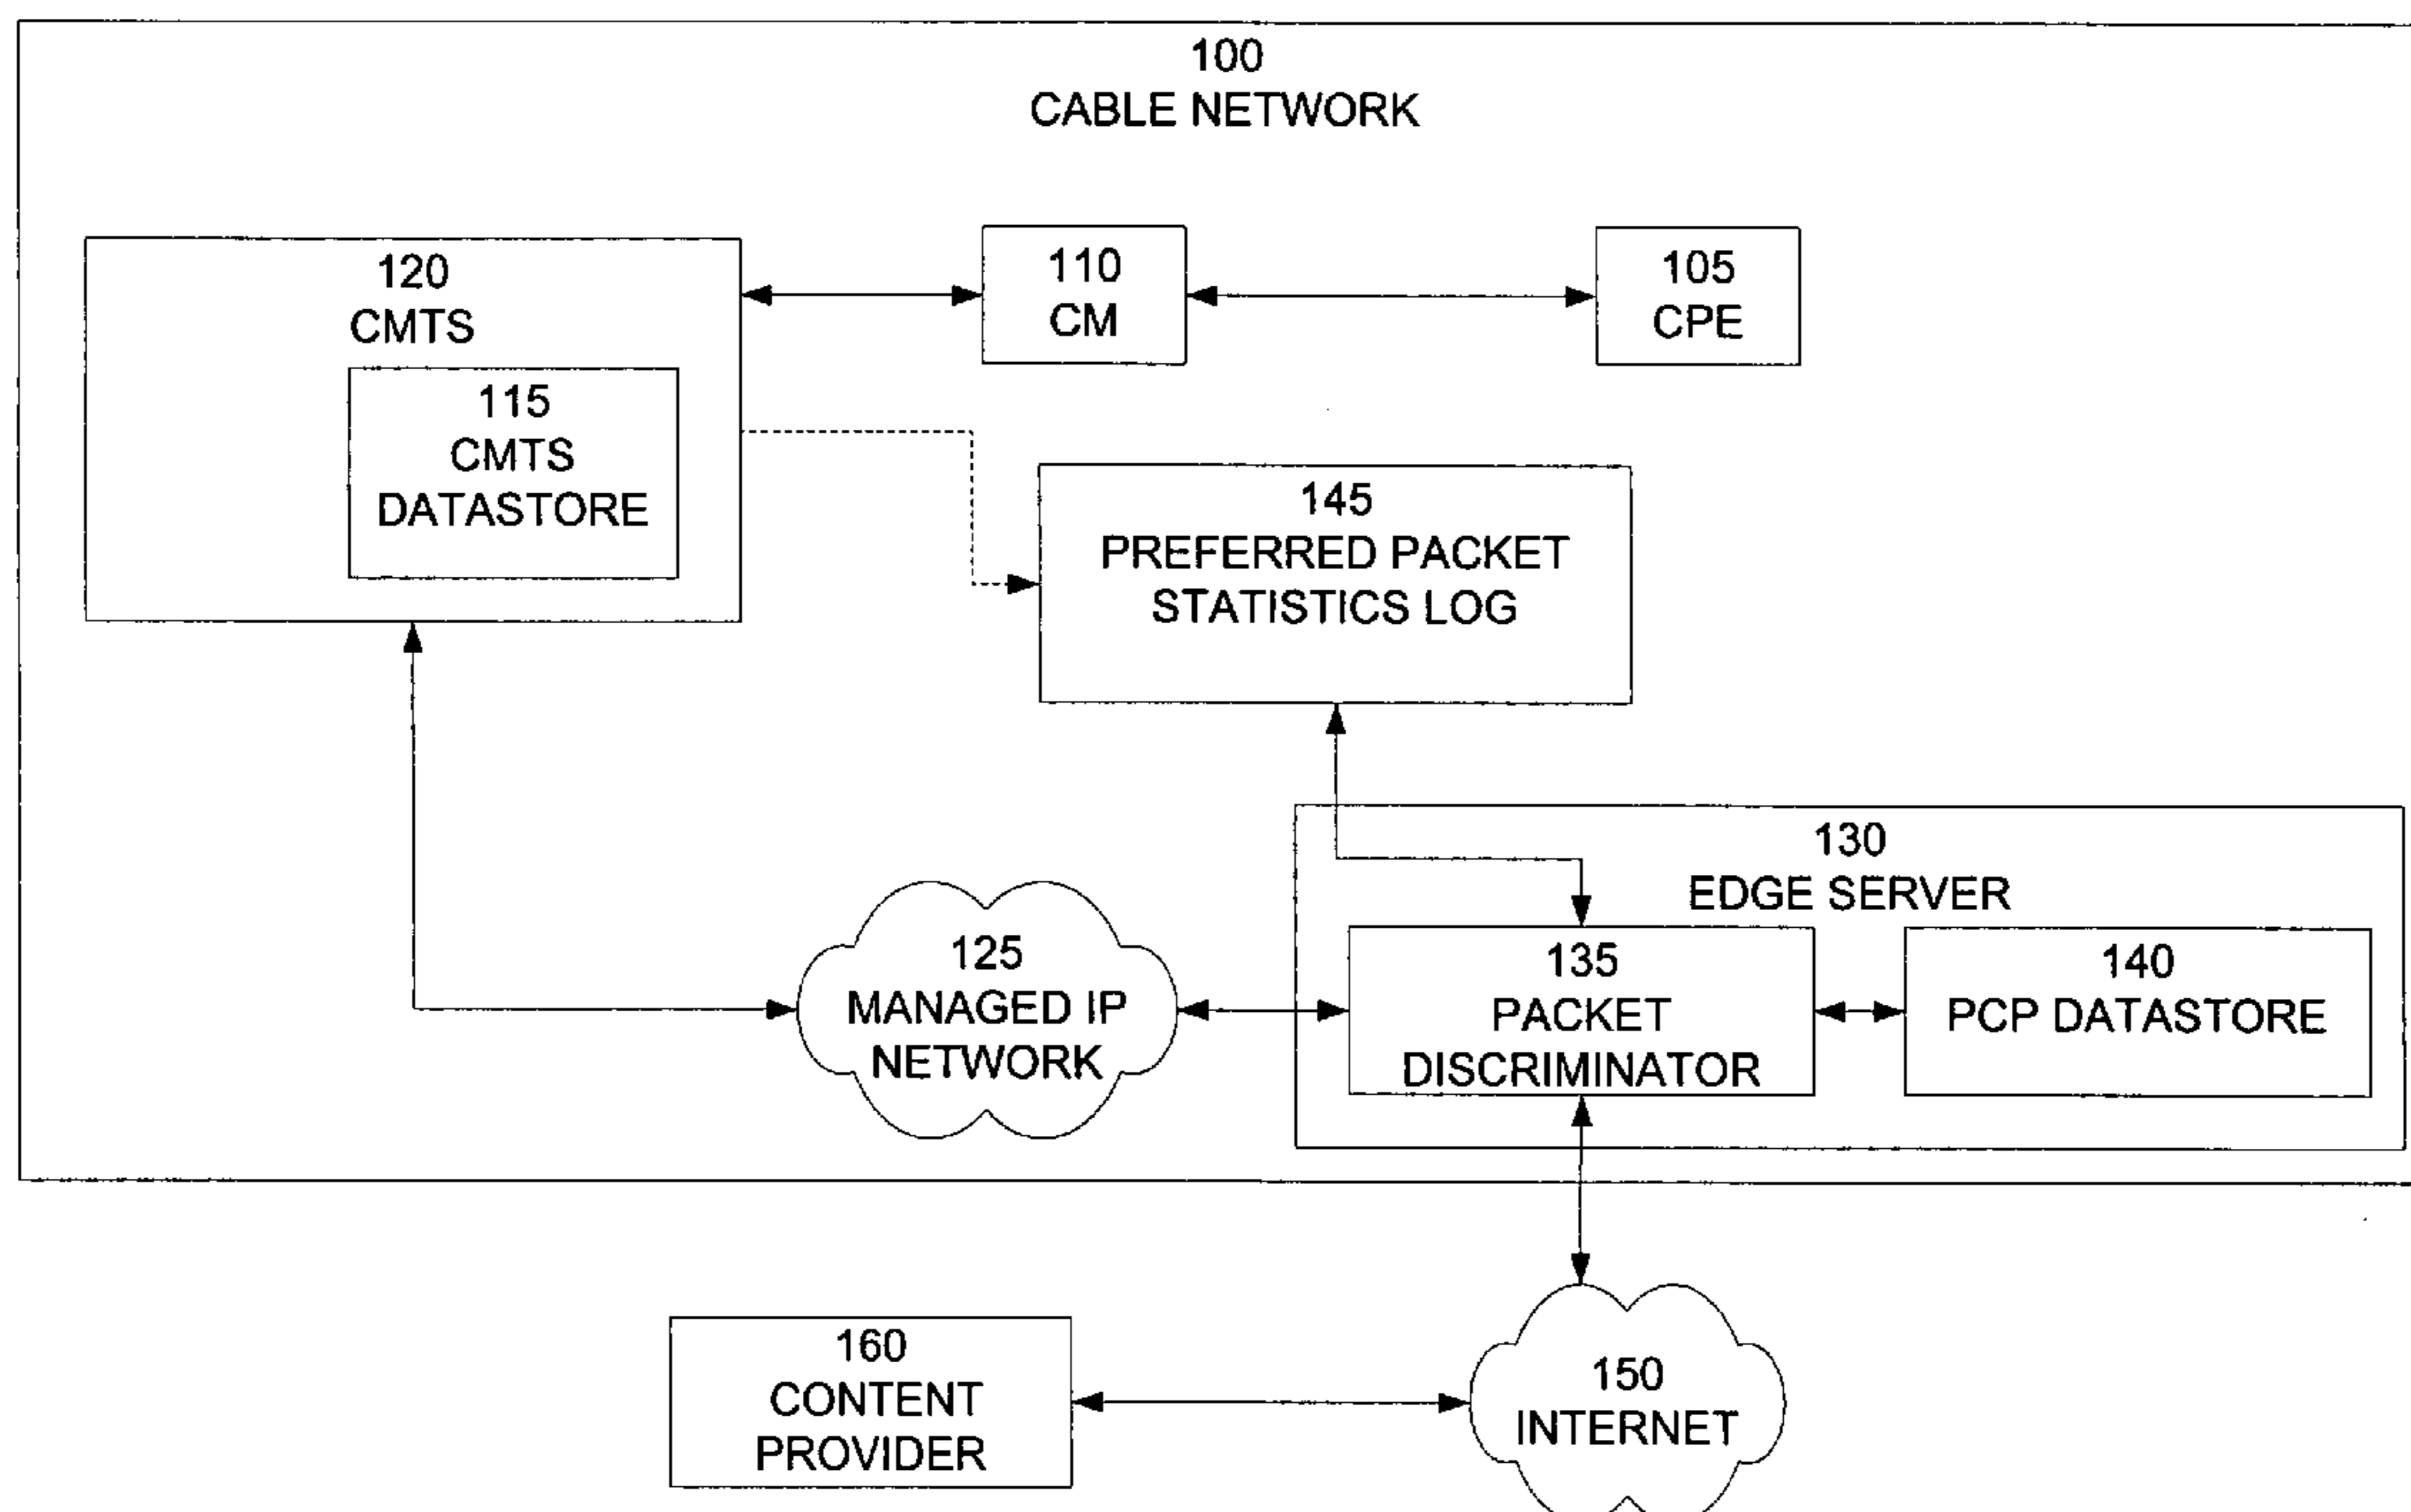 100
CABLE NETWORK
120
CMTS
110
CM
105
CPE
115
CMTS
DATASTORE
145
PREFERRED PACKET
STATISTICS LOG
130
EDGE SERVER
125
MANAGED IP
NETWORK
135
PACKET
DISCRIMINATOR
140
PCP DATASTORE
160
CONTENT
PROVIDER
150
INTERNET